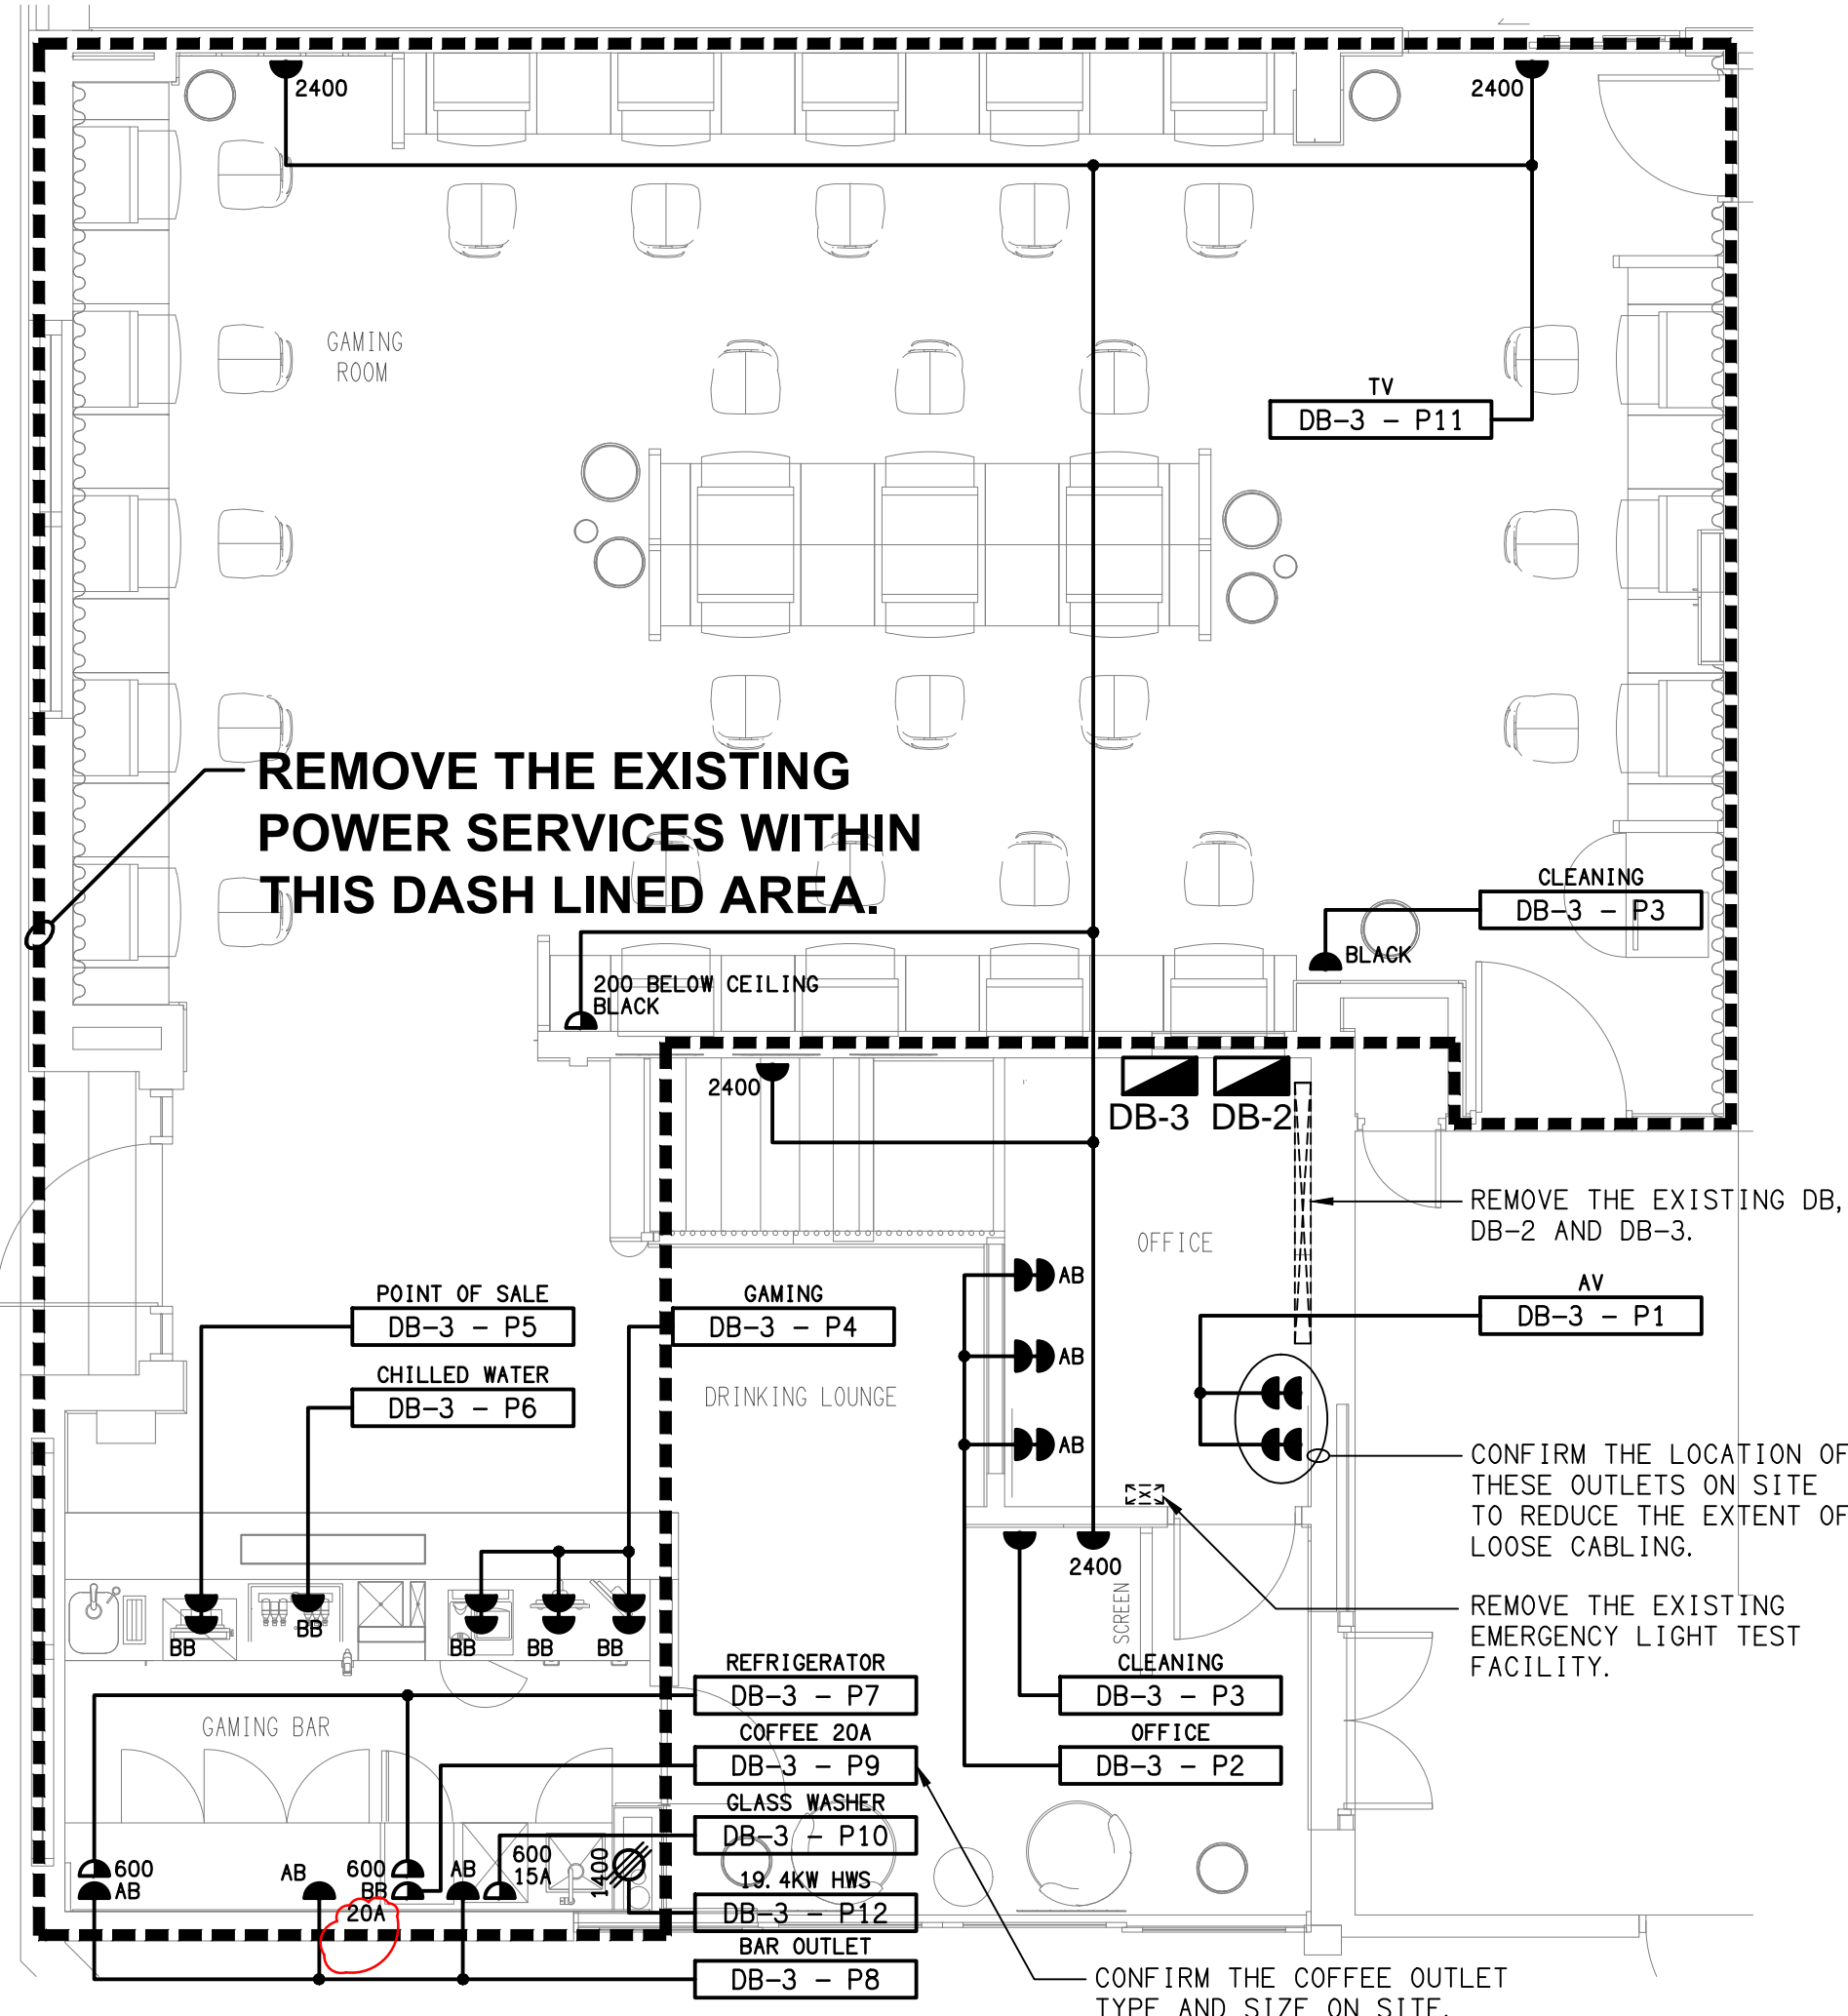 2400
2400
GAMING
ROOM
TV
DB-3 - P11
REMOVE THE EXISTING
POWER SERVICES WITHIN
THIS DASH LINED AREA.
CLEANING
DB-3 - P3
BLACK
200 BELOW CEILING
BLACK
2400
DB-3
DB-2
REMOVE THE EXISTING DB,
DB-2 AND DB-3.
OFFICE
AB
AB
AB
AV
DB-3 - P1
POINT OF SALE
DB-3 - P5
GAMING
DB-3 - P4
CHILLED WATER
DB-3 - P6
DRINKING LOUNGE
CONFIRM THE LOCATION OF
THESE OUTLETS ON SITE
TO REDUCE THE EXTENT OF
LOOSE CABLING.
2400
SCREEN
REMOVE THE EXISTING
EMERGENCY LIGHT TEST
FACILITY.
BB
BB
BB
BB
BB
REFRIGERATOR
DB-3 - P7
CLEANING
DB-3 - P3
GAMING BAR
COFFEE 20A
DB-3 - P9
OFFICE
DB-3 - P2
GLASS WASHER
DB-3 - P10
600
AB
AB
600
BB
20A
AB
600
15A
1400
19.4KW HWS
DB-3 - P12
BAR OUTLET
DB-3 - P8
CONFIRM THE COFFEE OUTLET
TYPE AND SIZE ON SITE.